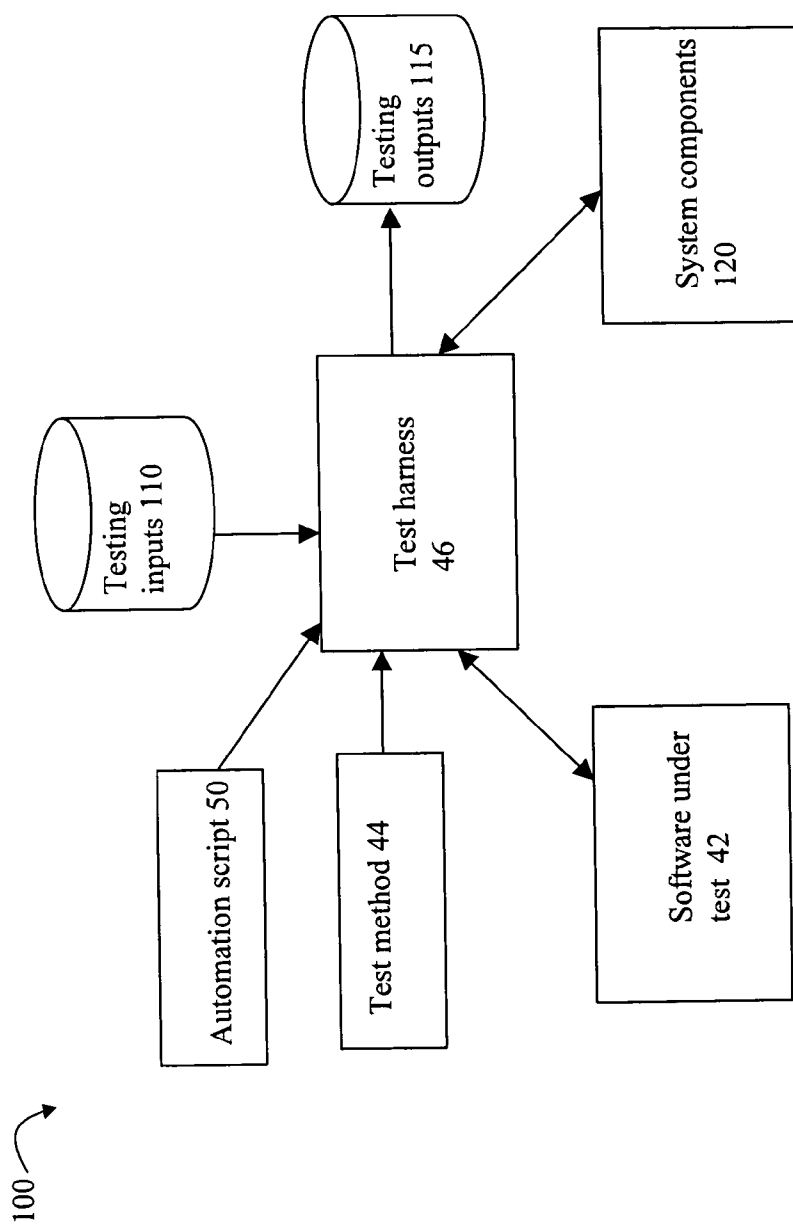 100
Automation script 50
Test method 44
Software under
test 42
Testing
inputs 110
Test harness
46
Testing
outputs 115
System components
120